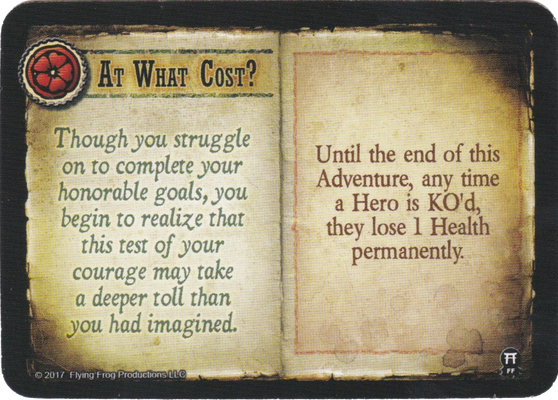 At What Cost?
Though you struggle
on to complete your
honorable goals, you
begin to realize that
this test of your
courage may take
a deeper toll than
you had imagined.
Until the end of this
Adventure, any time
a Hero is KO'd,
they lose 1 Health
permanently.
© 2017 Flying Frog Productions LLC
FF